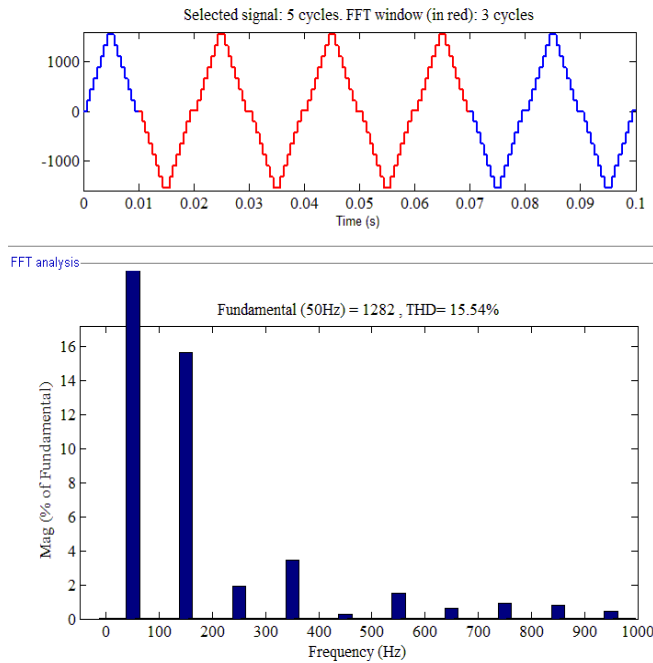 Selected signal: 5 cycles. FFT window (in red): 3 cycles
1000
0
-1000
0 0.01 0.02 0.03 0.04 0.05 0.06 0.07 0.08 0.09 0.1
Time (s)
FFT analysis
Fundamental (50Hz) = 1282 , THD= 15.54%
16
14
12
10
8
6
4
2
0
Mag (% of Fundamental)
0 100 200 300 400 500 600 700 800 900 1000
Frequency (Hz)